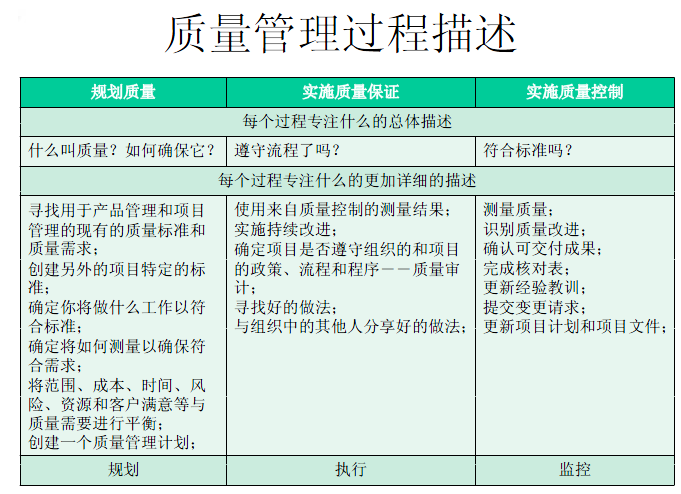 质量管理过程描述
规划质量
实施质量保证
实施质量控制
每个过程专注什么的总体描述
什么叫质量？如何确保它？
遵守流程了吗？
符合标准吗？
每个过程专注什么的更加详细的描述
寻找用于产品管理和项目
管理的现有的质量标准和
质量需求；
创建另外的项目特定的标
准；
确定你将做什么工作以符
合标准；
确定将如何测量以确保符
合需求；
将范围、成本、时间、风
险、资源和客户满意等与
质量需要进行平衡；
创建一个质量管理计划；
使用来自质量控制的测量结果；
实施持续改进；
确定项目是否遵守组织的和项目
的政策、流程和程序－－质量审
计；
寻找好的做法；
与组织中的其他人分享好的做法；
测量质量；
识别质量改进；
确认可交付成果；
完成核对表；
更新经验教训；
提交变更请求；
更新项目计划和项目文件；
规划
执行
监控